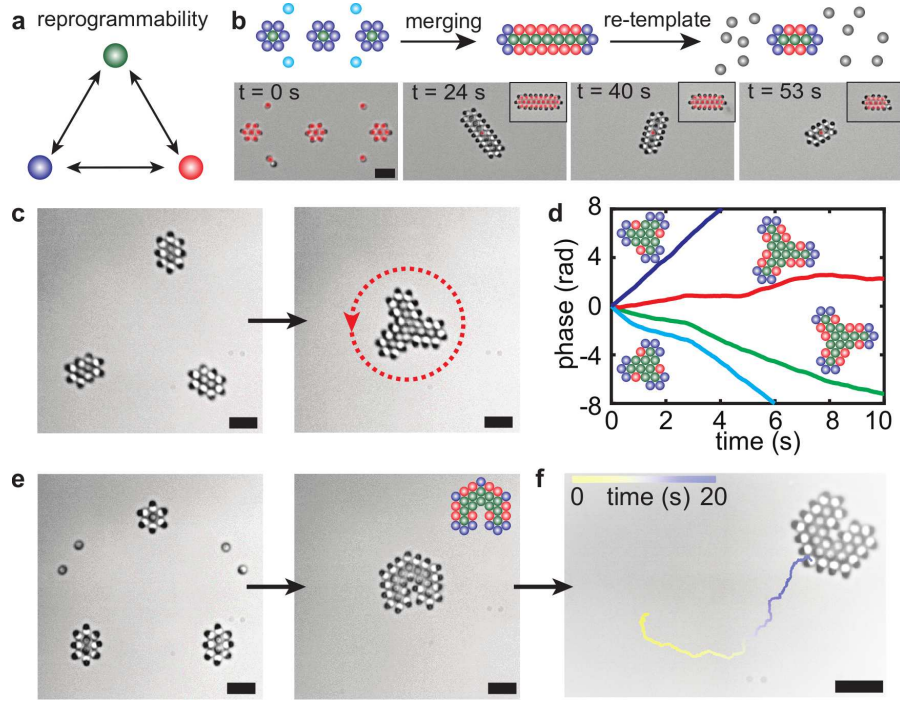 a reprogrammability
b merging re-template
t = 0 s t = 24 s t = 40 s t = 53 s
c
d
phase (rad)
8
4
0
-4
-8
0 2 4 6 8 10
time (s)
e
f
0 time (s) 20